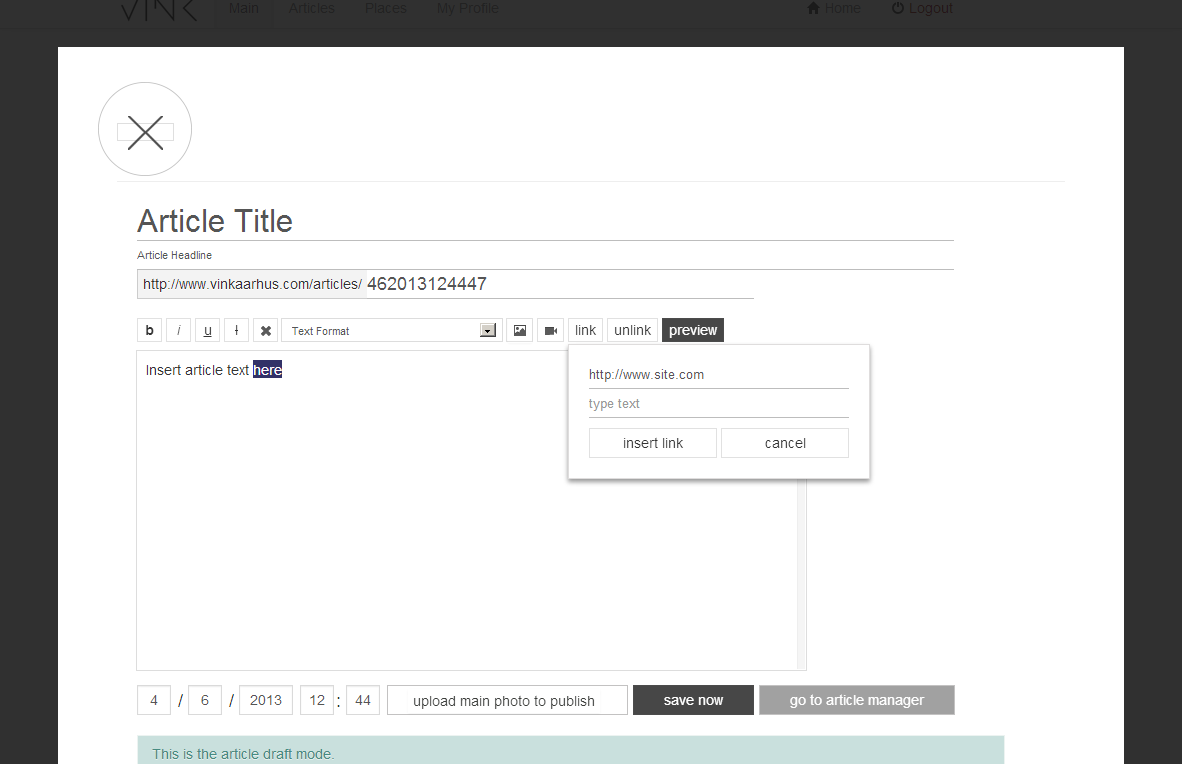 VINK Main Articles Places My Profile Home Logout
Article Title
Article Headline
http://www.vinkaarhus.com/articles/ 462013124447
b i u t Text Format link unlink preview
Insert article text here
http://www.site.com
type text
insert link cancel
4 / 6 / 2013 12 : 44 upload main photo to publish save now go to article manager
This is the article draft mode.